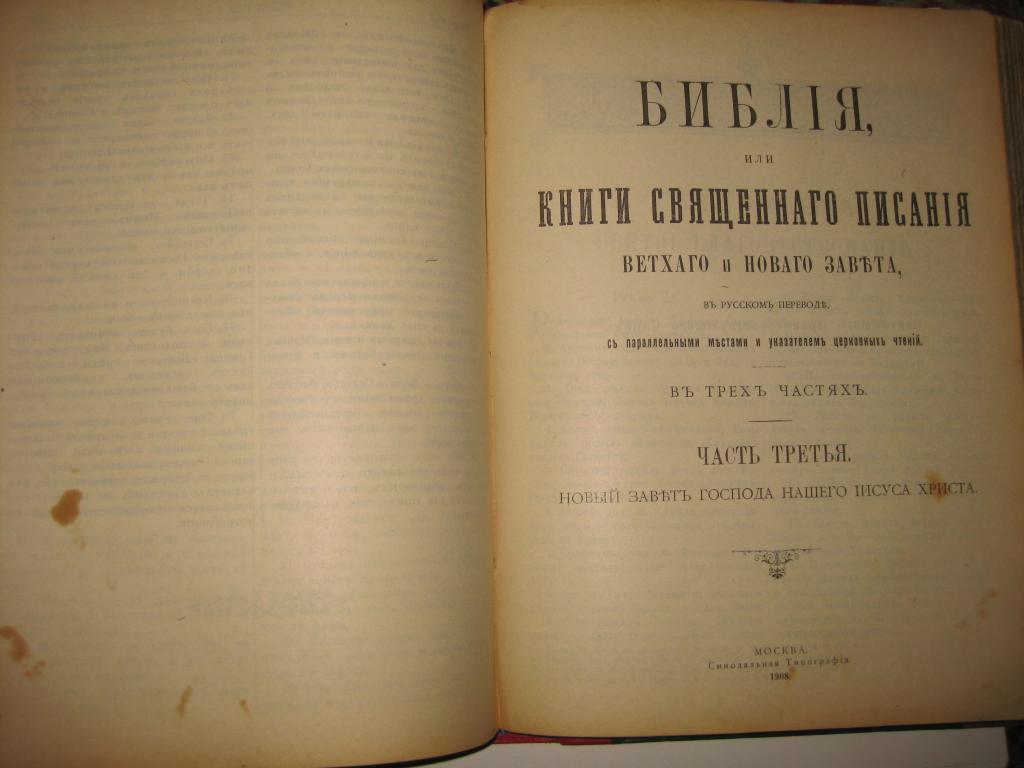 БИБЛІЯ,
ИЛИ
КНИГИ СВЯЩЕННАГО ПИСАНІЯ
ВЕТХАГО и НОВАГО ЗАВѢТА,
ВЪ РУССКОМЪ ПЕРЕВОДѢ,
съ параллельными мѣстами и указателемъ церковныхъ чтеній.
ВЪ ТРЕХЪ ЧАСТЯХЪ.
ЧАСТЬ ТРЕТЬЯ.
НОВЫЙ ЗАВѢТЪ ГОСПОДА НАШЕГО ІИСУСА ХРИСТА.
МОСКВА.
Синодальная Типографія.
1908.